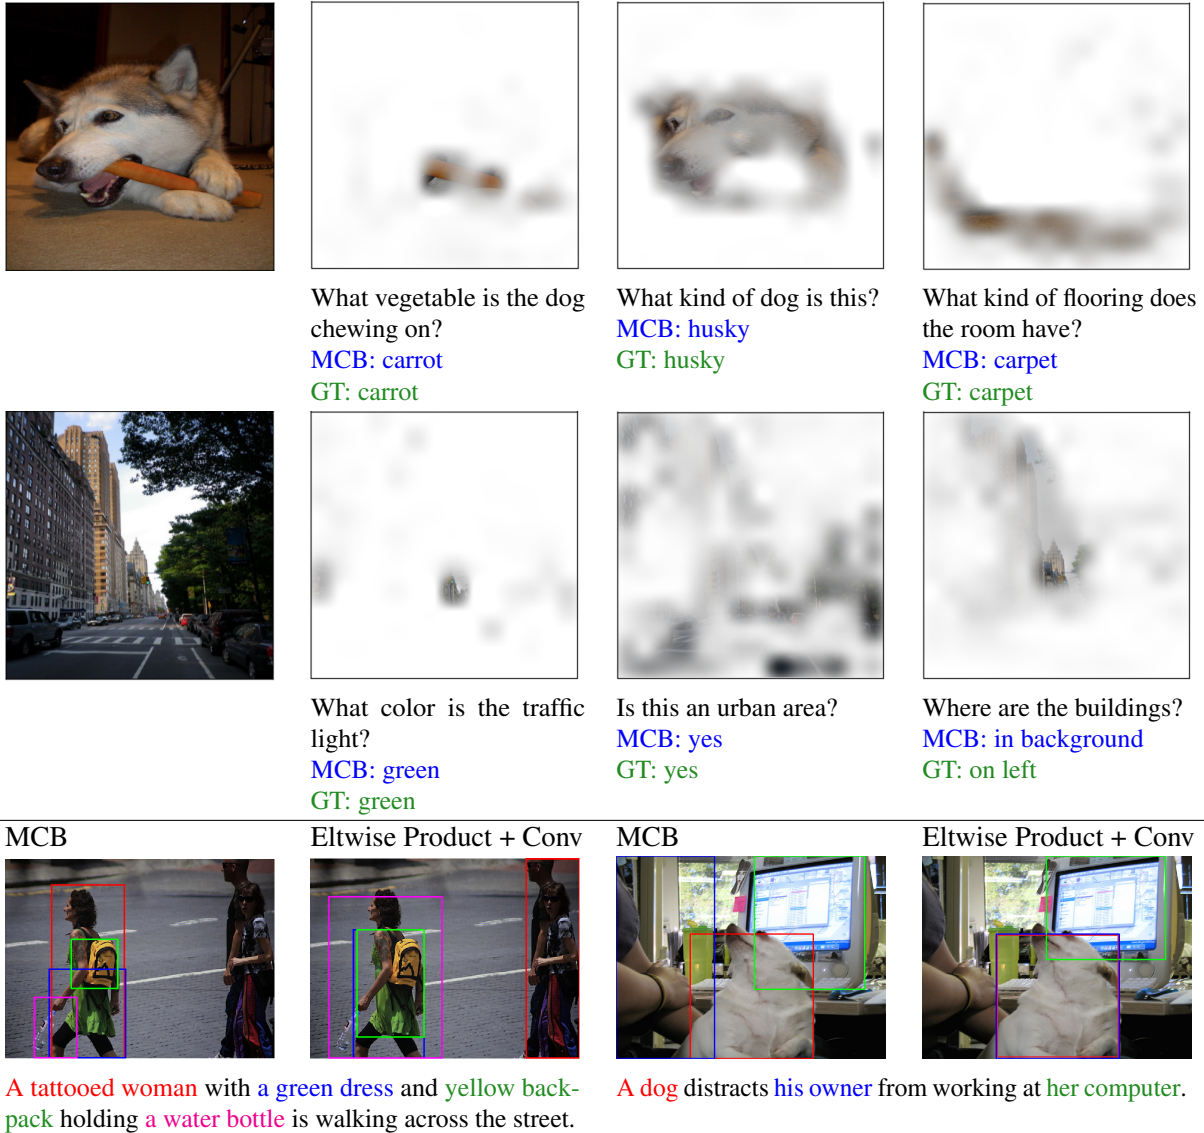 What vegetable is the dog
chewing on?
MCB: carrot
GT: carrot
What kind of dog is this?
MCB: husky
GT: husky
What kind of flooring does
the room have?
MCB: carpet
GT: carpet
What color is the traffic
light?
MCB: green
GT: green
Is this an urban area?
MCB: yes
GT: yes
Where are the buildings?
MCB: in background
GT: on left
MCB
Eltwise Product + Conv
MCB
Eltwise Product + Conv
A tattooed woman with a green dress and yellow back-
pack holding a water bottle is walking across the street.
A dog distracts his owner from working at her computer.